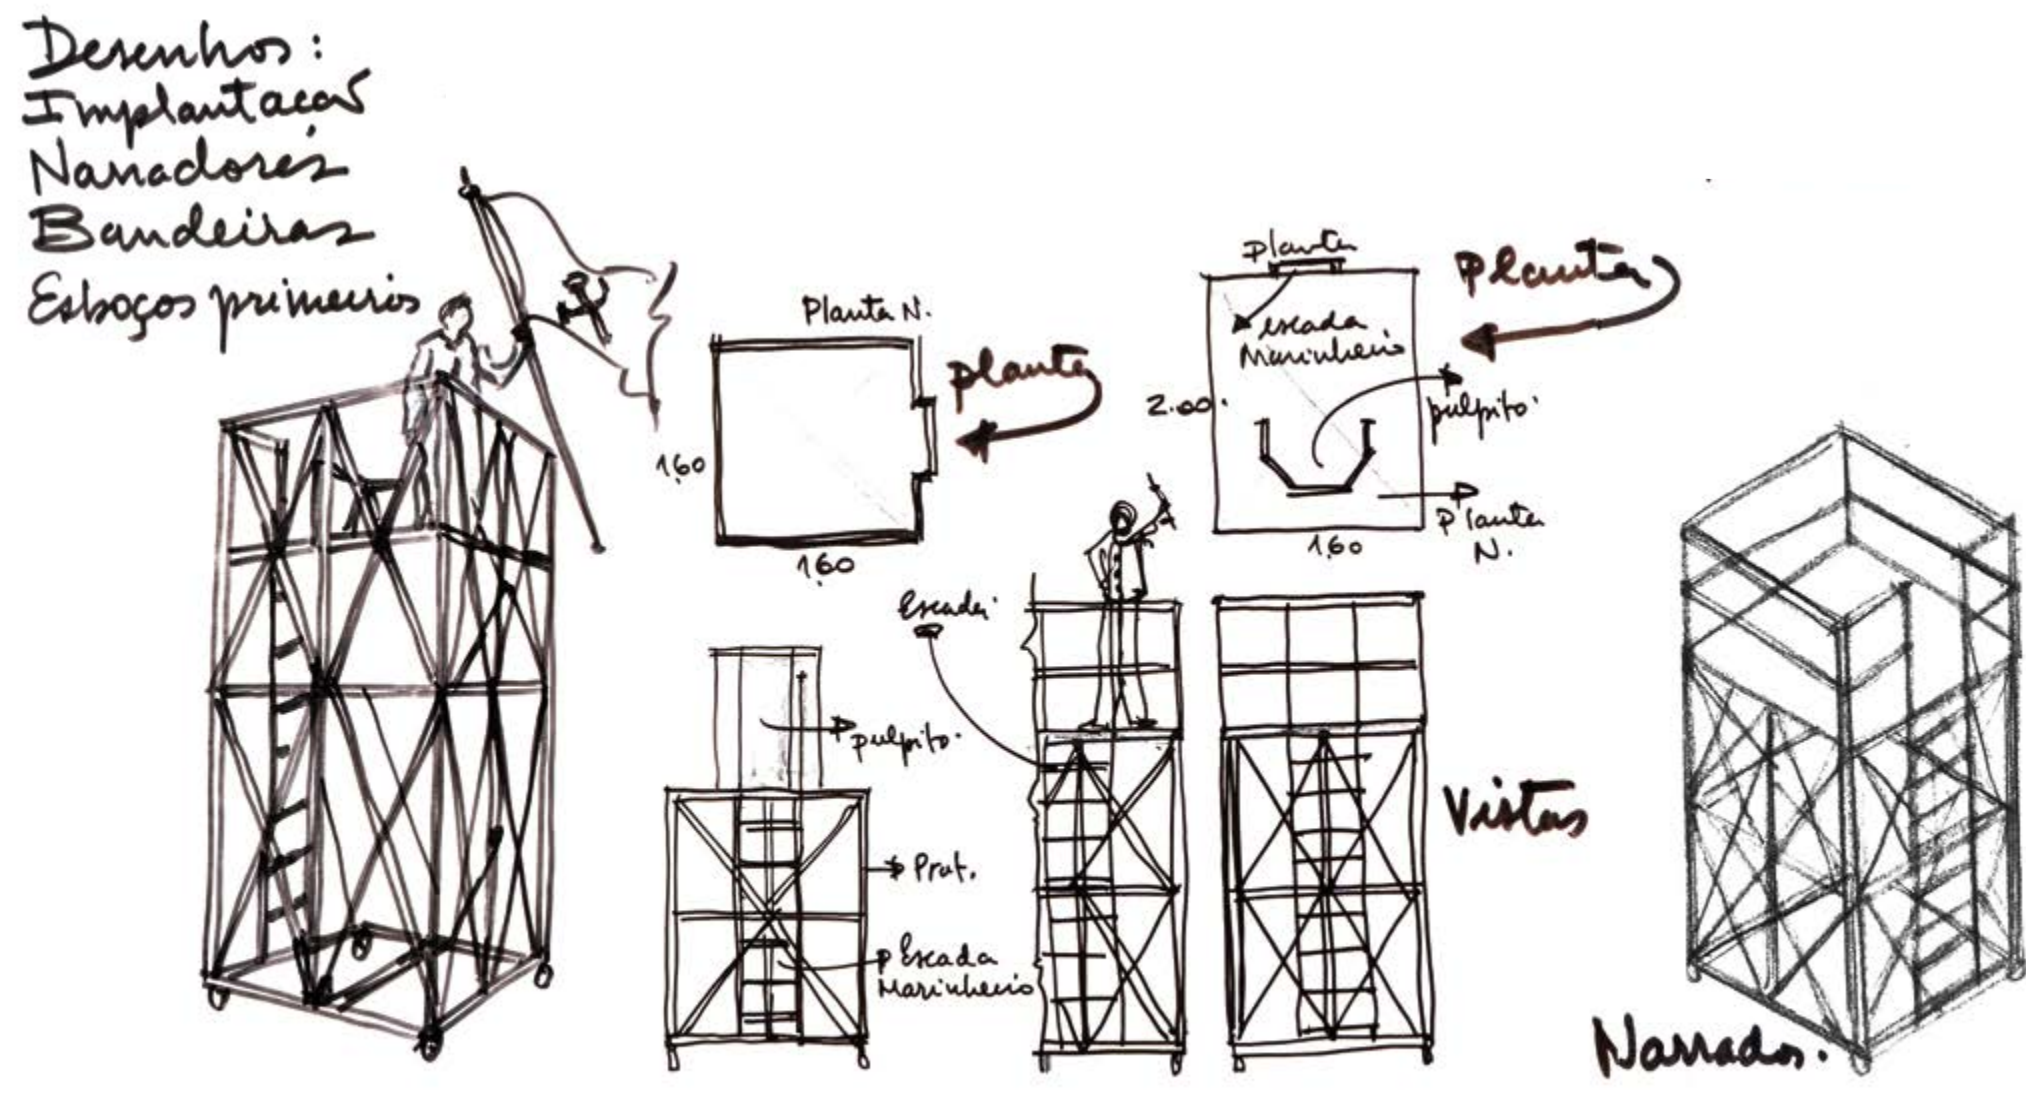 Desenhos:
Implantação
Narradores
Bandeiras
Esboços primeiros
Planta N.
planta
1,60
1,60
planta
escada
Marinheiro
2.00.
pulpito.
Planta
N.
1,60
Planta
Escada.
pulpito.
Prat.
Escada
Marinheiro
Vistas
Narrador.